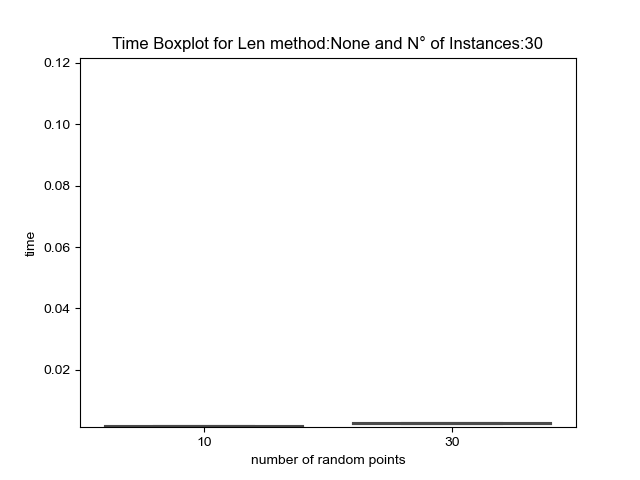 Time Boxplot for Len method:None and N° of Instances:30
0.12
0.10
0.08
0.06
0.04
0.02
time
10 30
number of random points